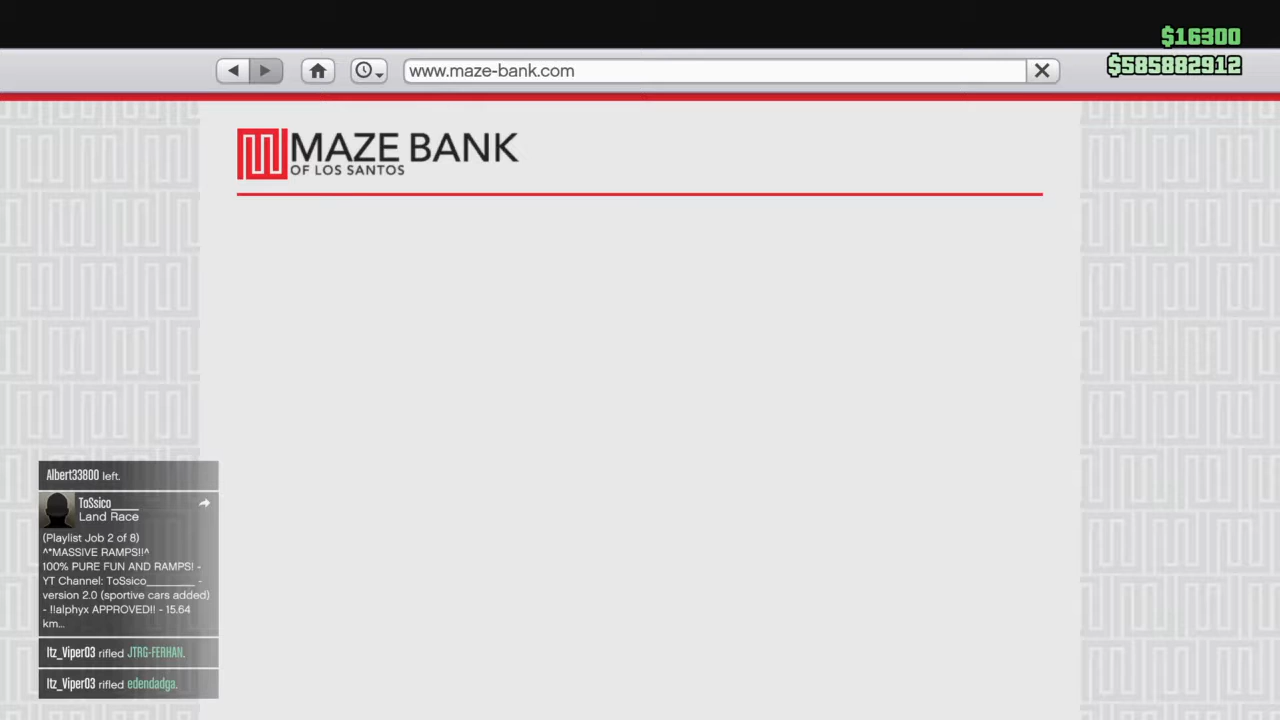 $16300
$585882912
www.maze-bank.com
MAZE BANK
OF LOS SANTOS
Albert33800 left.
ToSsico_____
Land Race
(Playlist Job 2 of 8)
^*MASSIVE RAMPS!!^
100% PURE FUN AND RAMPS! -
YT Channel: ToSsico________ -
version 2.0 (sportive cars added)
- !!alphyx APPROVED!! - 15.64
km...
Itz_Viper03 rifled JTRG-FERHAN.
Itz_Viper03 rifled edendadga.